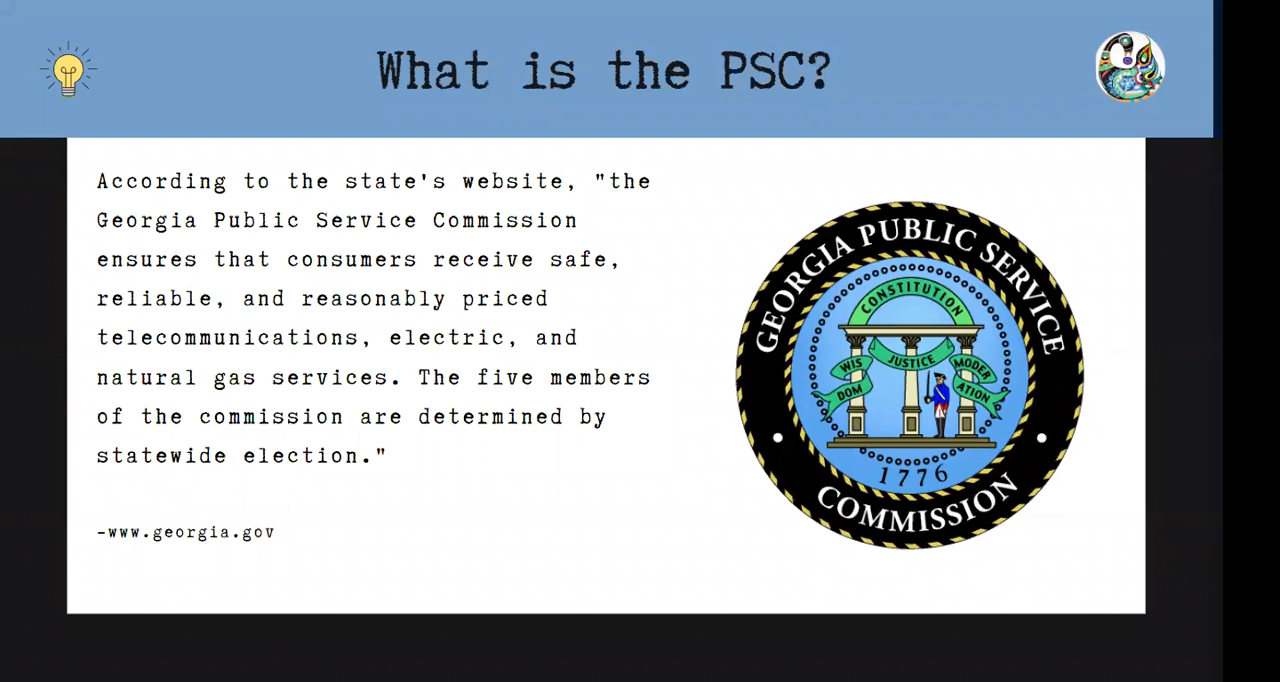 What is the PSC?
According to the state's website, "the
Georgia Public Service Commission
ensures that consumers receive safe,
reliable, and reasonably priced
telecommunications, electric, and
natural gas services. The five members
of the commission are determined by
statewide election."
-www.georgia.gov
GEORGIA PUBLIC SERVICE
CONSTITUTION
WIS
DOM
JUSTICE
MODER
ATION
1776
COMMISSION